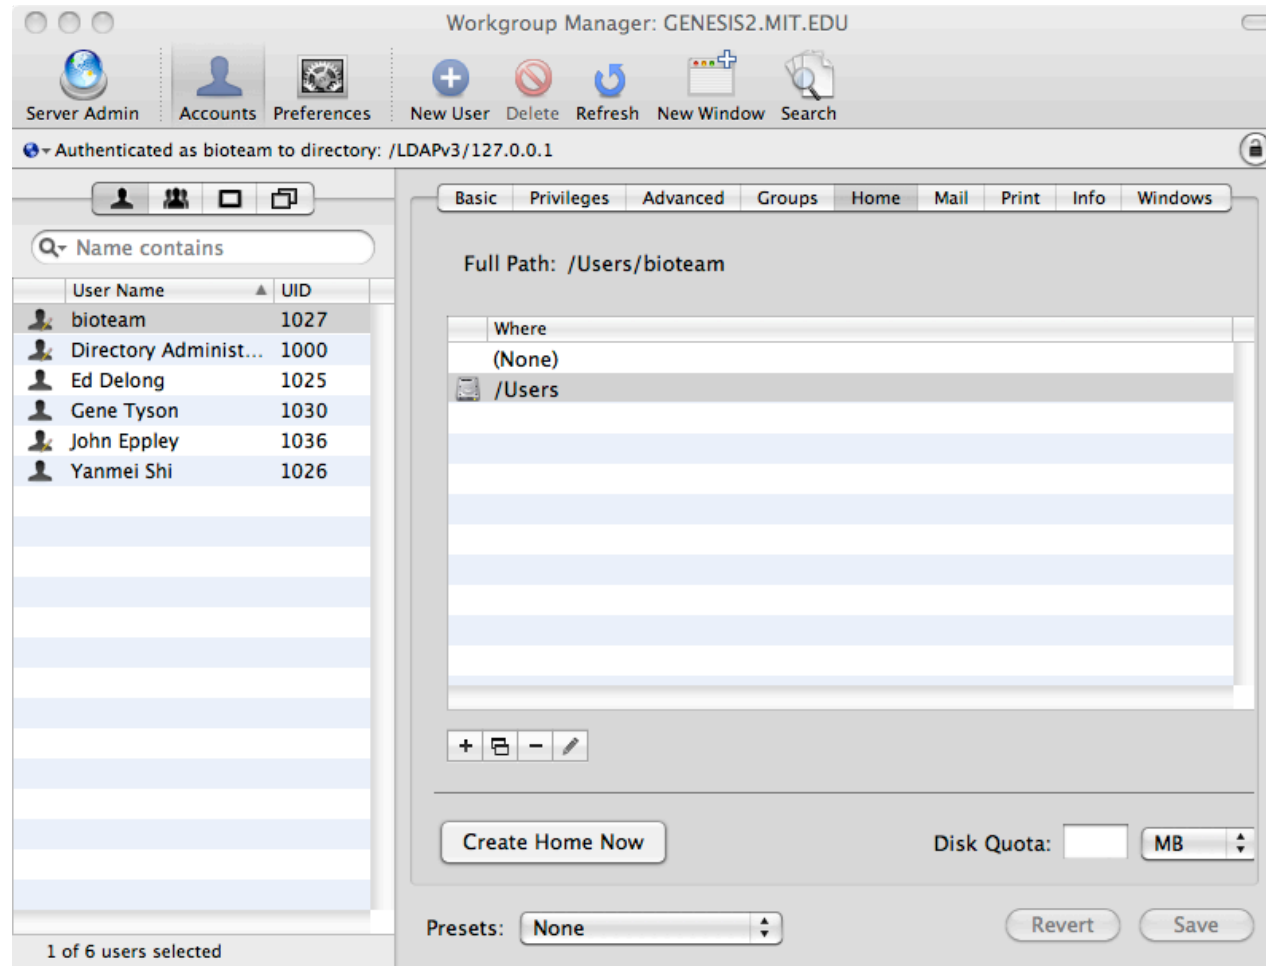 Workgroup Manager: GENESIS2.MIT.EDU
Server Admin Accounts Preferences New User Delete Refresh New Window Search
Authenticated as bioteam to directory: /LDAPv3/127.0.0.1
Basic Privileges Advanced Groups Home Mail Print Info Windows
Name contains
Full Path: /Users/bioteam
User Name UID
bioteam 1027
Directory Administ... 1000
Ed Delong 1025
Gene Tyson 1030
John Eppley 1036
Yanmei Shi 1026
Where
(None)
/Users
Create Home Now
Disk Quota: MB
Presets: None
Revert Save
1 of 6 users selected